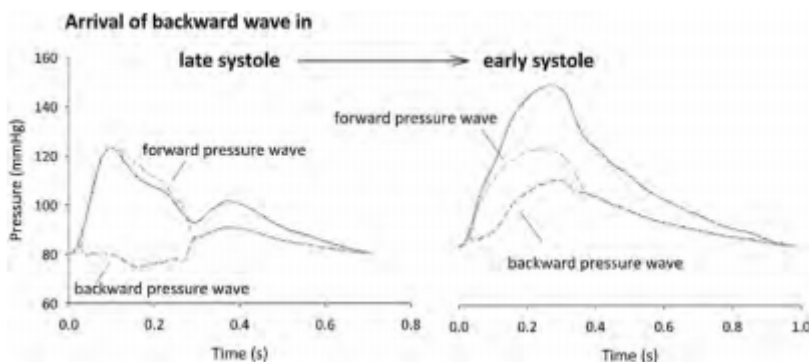 Arrival of backward wave in
late systole
early systole
Pressure (mmHg)
160
140
120
100
80
60
forward pressure wave
backward pressure wave
0.0
0.2
0.4
0.6
0.8
Time (s)
forward pressure wave
backward pressure wave
0.0
0.2
0.4
0.6
0.8
1.0
Time (s)